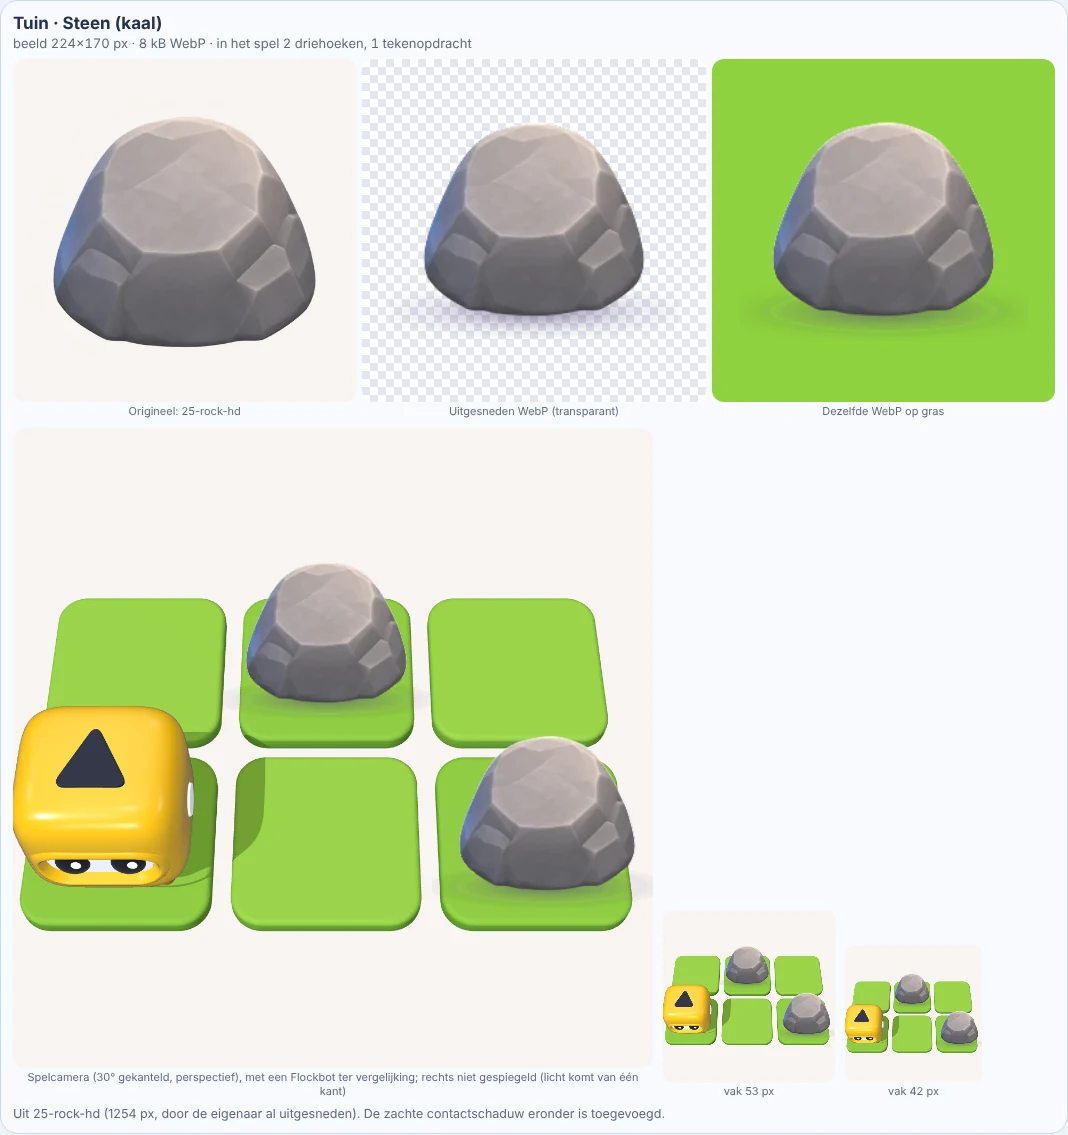 Tuin · Steen (kaal)
beeld 224×170 px · 8 kB WebP · in het spel 2 driehoeken, 1 tekenopdracht
Origineel: 25-rock-hd
Uitgesneden WebP (transparant)
Dezelfde WebP op gras
Spelcamera (30° gekanteld, perspectief), met een Flockbot ter vergelijking; rechts niet gespiegeld (licht komt van één
kant)
vak 53 px
vak 42 px
Uit 25-rock-hd (1254 px, door de eigenaar al uitgesneden). De zachte contactschaduw eronder is toegevoegd.